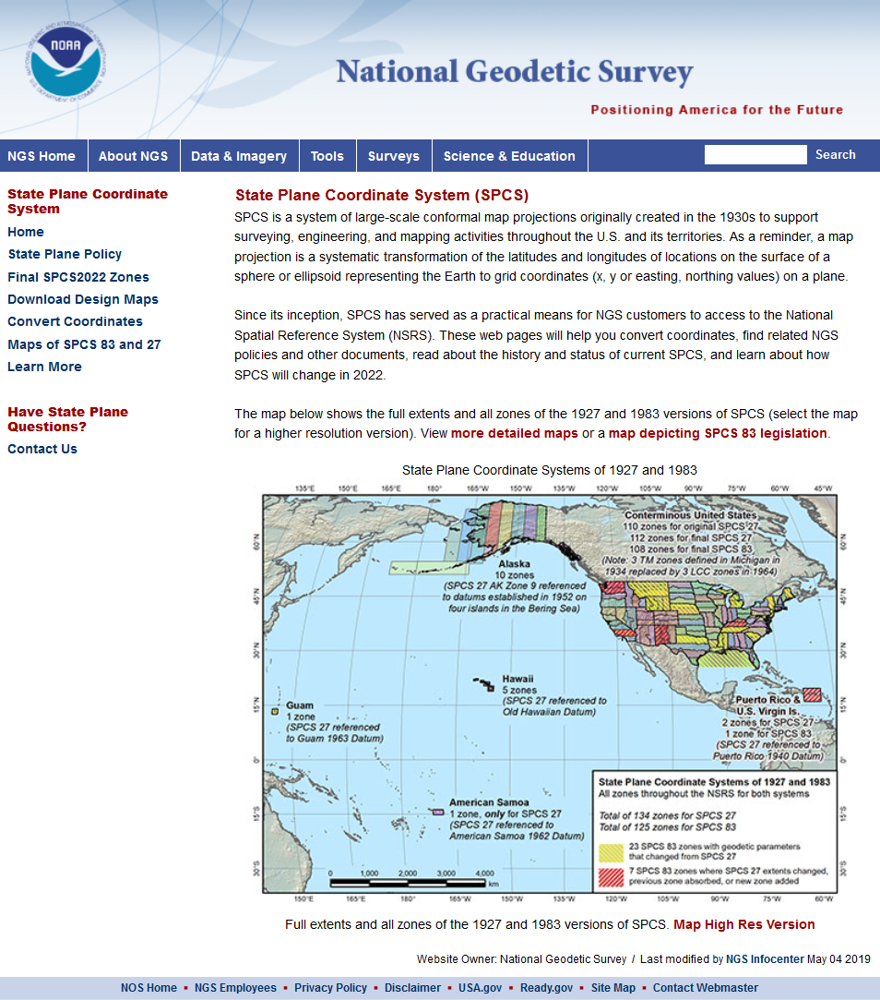 NOAA
NATIONAL OCEANIC AND ATMOSPHERIC ADMINISTRATION
U.S. DEPARTMENT OF COMMERCE
National Geodetic Survey
Positioning America for the Future
NGS Home
About NGS
Data & Imagery
Tools
Surveys
Science & Education
Search
State Plane Coordinate
System
Home
State Plane Policy
Final SPCS2022 Zones
Download Design Maps
Convert Coordinates
Maps of SPCS 83 and 27
Learn More
Have State Plane
Questions?
Contact Us
State Plane Coordinate System (SPCS)
SPCS is a system of large-scale conformal map projections originally created in the 1930s to support
surveying, engineering, and mapping activities throughout the U.S. and its territories. As a reminder, a map
projection is a systematic transformation of the latitudes and longitudes of locations on the surface of a
sphere or ellipsoid representing the Earth to grid coordinates (x, y or easting, northing values) on a plane.
Since its inception, SPCS has served as a practical means for NGS customers to access to the National
Spatial Reference System (NSRS). These web pages will help you convert coordinates, find related NGS
policies and other documents, read about the history and status of current SPCS, and learn about how
SPCS will change in 2022.
The map below shows the full extents and all zones of the 1927 and 1983 versions of SPCS (select the map
for a higher resolution version). View more detailed maps or a map depicting SPCS 83 legislation.
State Plane Coordinate Systems of 1927 and 1983
135°E 150°E 165°E 180° 165°W 150°W 135°W 120°W 105°W 90°W 75°W 60°W 45°W
60°N
45°N
30°N
15°N
0°
15°S
30°S
Conterminous United States
110 zones for original SPCS 27
112 zones for final SPCS 27
108 zones for final SPCS 83
(Note: 3 TM zones defined in Michigan in
1934 replaced by 3 LCC zones in 1964)
Alaska
10 zones
(SPCS 27 AK Zone 9 referenced
to datums established in 1952 on
four islands in the Bering Sea)
Hawaii
5 zones
(SPCS 27 referenced to
Old Hawaiian Datum)
Guam
1 zone
(SPCS 27 referenced
to Guam 1963 Datum)
Puerto Rico &
U.S. Virgin Is.
2 zones for SPCS 27
1 zone for SPCS 83
(SPCS 27 referenced to
Puerto Rico 1940 Datum)
American Samoa
1 zone, only for SPCS 27
(SPCS 27 referenced to
American Samoa 1962 Datum)
State Plane Coordinate Systems of 1927 and 1983
All zones throughout the NSRS for both systems
Total of 134 zones for SPCS 27
Total of 125 zones for SPCS 83
23 SPCS 83 zones with geodetic parameters
that changed from SPCS 27
7 SPCS 83 zones where SPCS 27 extents changed,
previous zone absorbed, or new zone added
0 1,000 2,000 3,000 4,000
km
60°N
45°N
30°N
15°N
0°
15°S
30°S
150°E 165°E 180° 165°W 150°W 135°W 120°W 105°W 90°W 75°W 60°W
Full extents and all zones of the 1927 and 1983 versions of SPCS. Map High Res Version
Website Owner: National Geodetic Survey / Last modified by NGS Infocenter May 04 2019
NOS Home ▪ NGS Employees ▪ Privacy Policy ▪ Disclaimer ▪ USA.gov ▪ Ready.gov ▪ Site Map ▪ Contact Webmaster